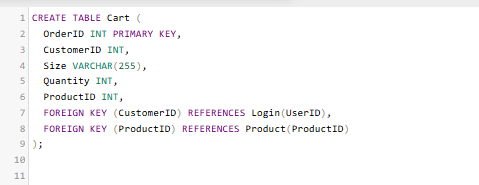 1 CREATE TABLE Cart (
2 OrderID INT PRIMARY KEY,
3 CustomerID INT,
4 Size VARCHAR(255),
5 Quantity INT,
6 ProductID INT,
7 FOREIGN KEY (CustomerID) REFERENCES Login(UserID),
8 FOREIGN KEY (ProductID) REFERENCES Product(ProductID)
9 );
10
11